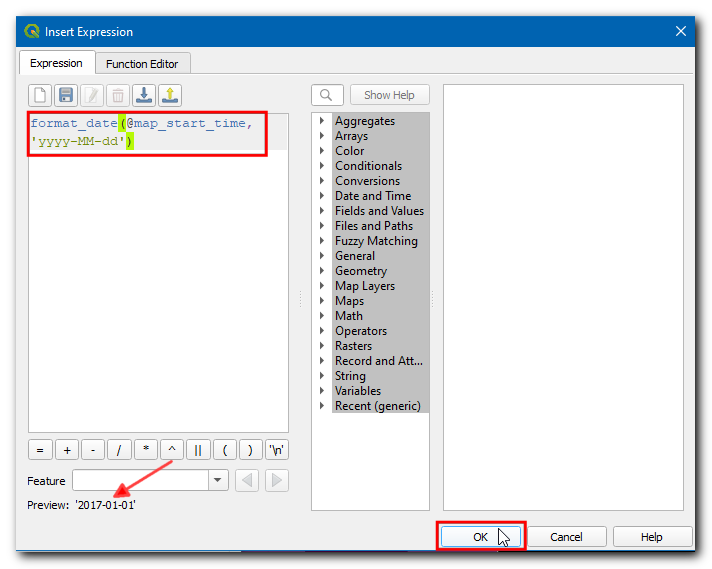 Insert Expression
Expression
Function Editor
Show Help
format_date(@map_start_time,
'yyyy-MM-dd')
Aggregates
Arrays
Color
Conditionals
Conversions
Date and Time
Fields and Values
Files and Paths
Fuzzy Matching
General
Geometry
Map Layers
Maps
Math
Operators
Rasters
Record and Att...
String
Variables
Recent (generic)
= + - / * ^ || ( ) '\n'
Feature
Preview: '2017-01-01'
OK
Cancel
Help